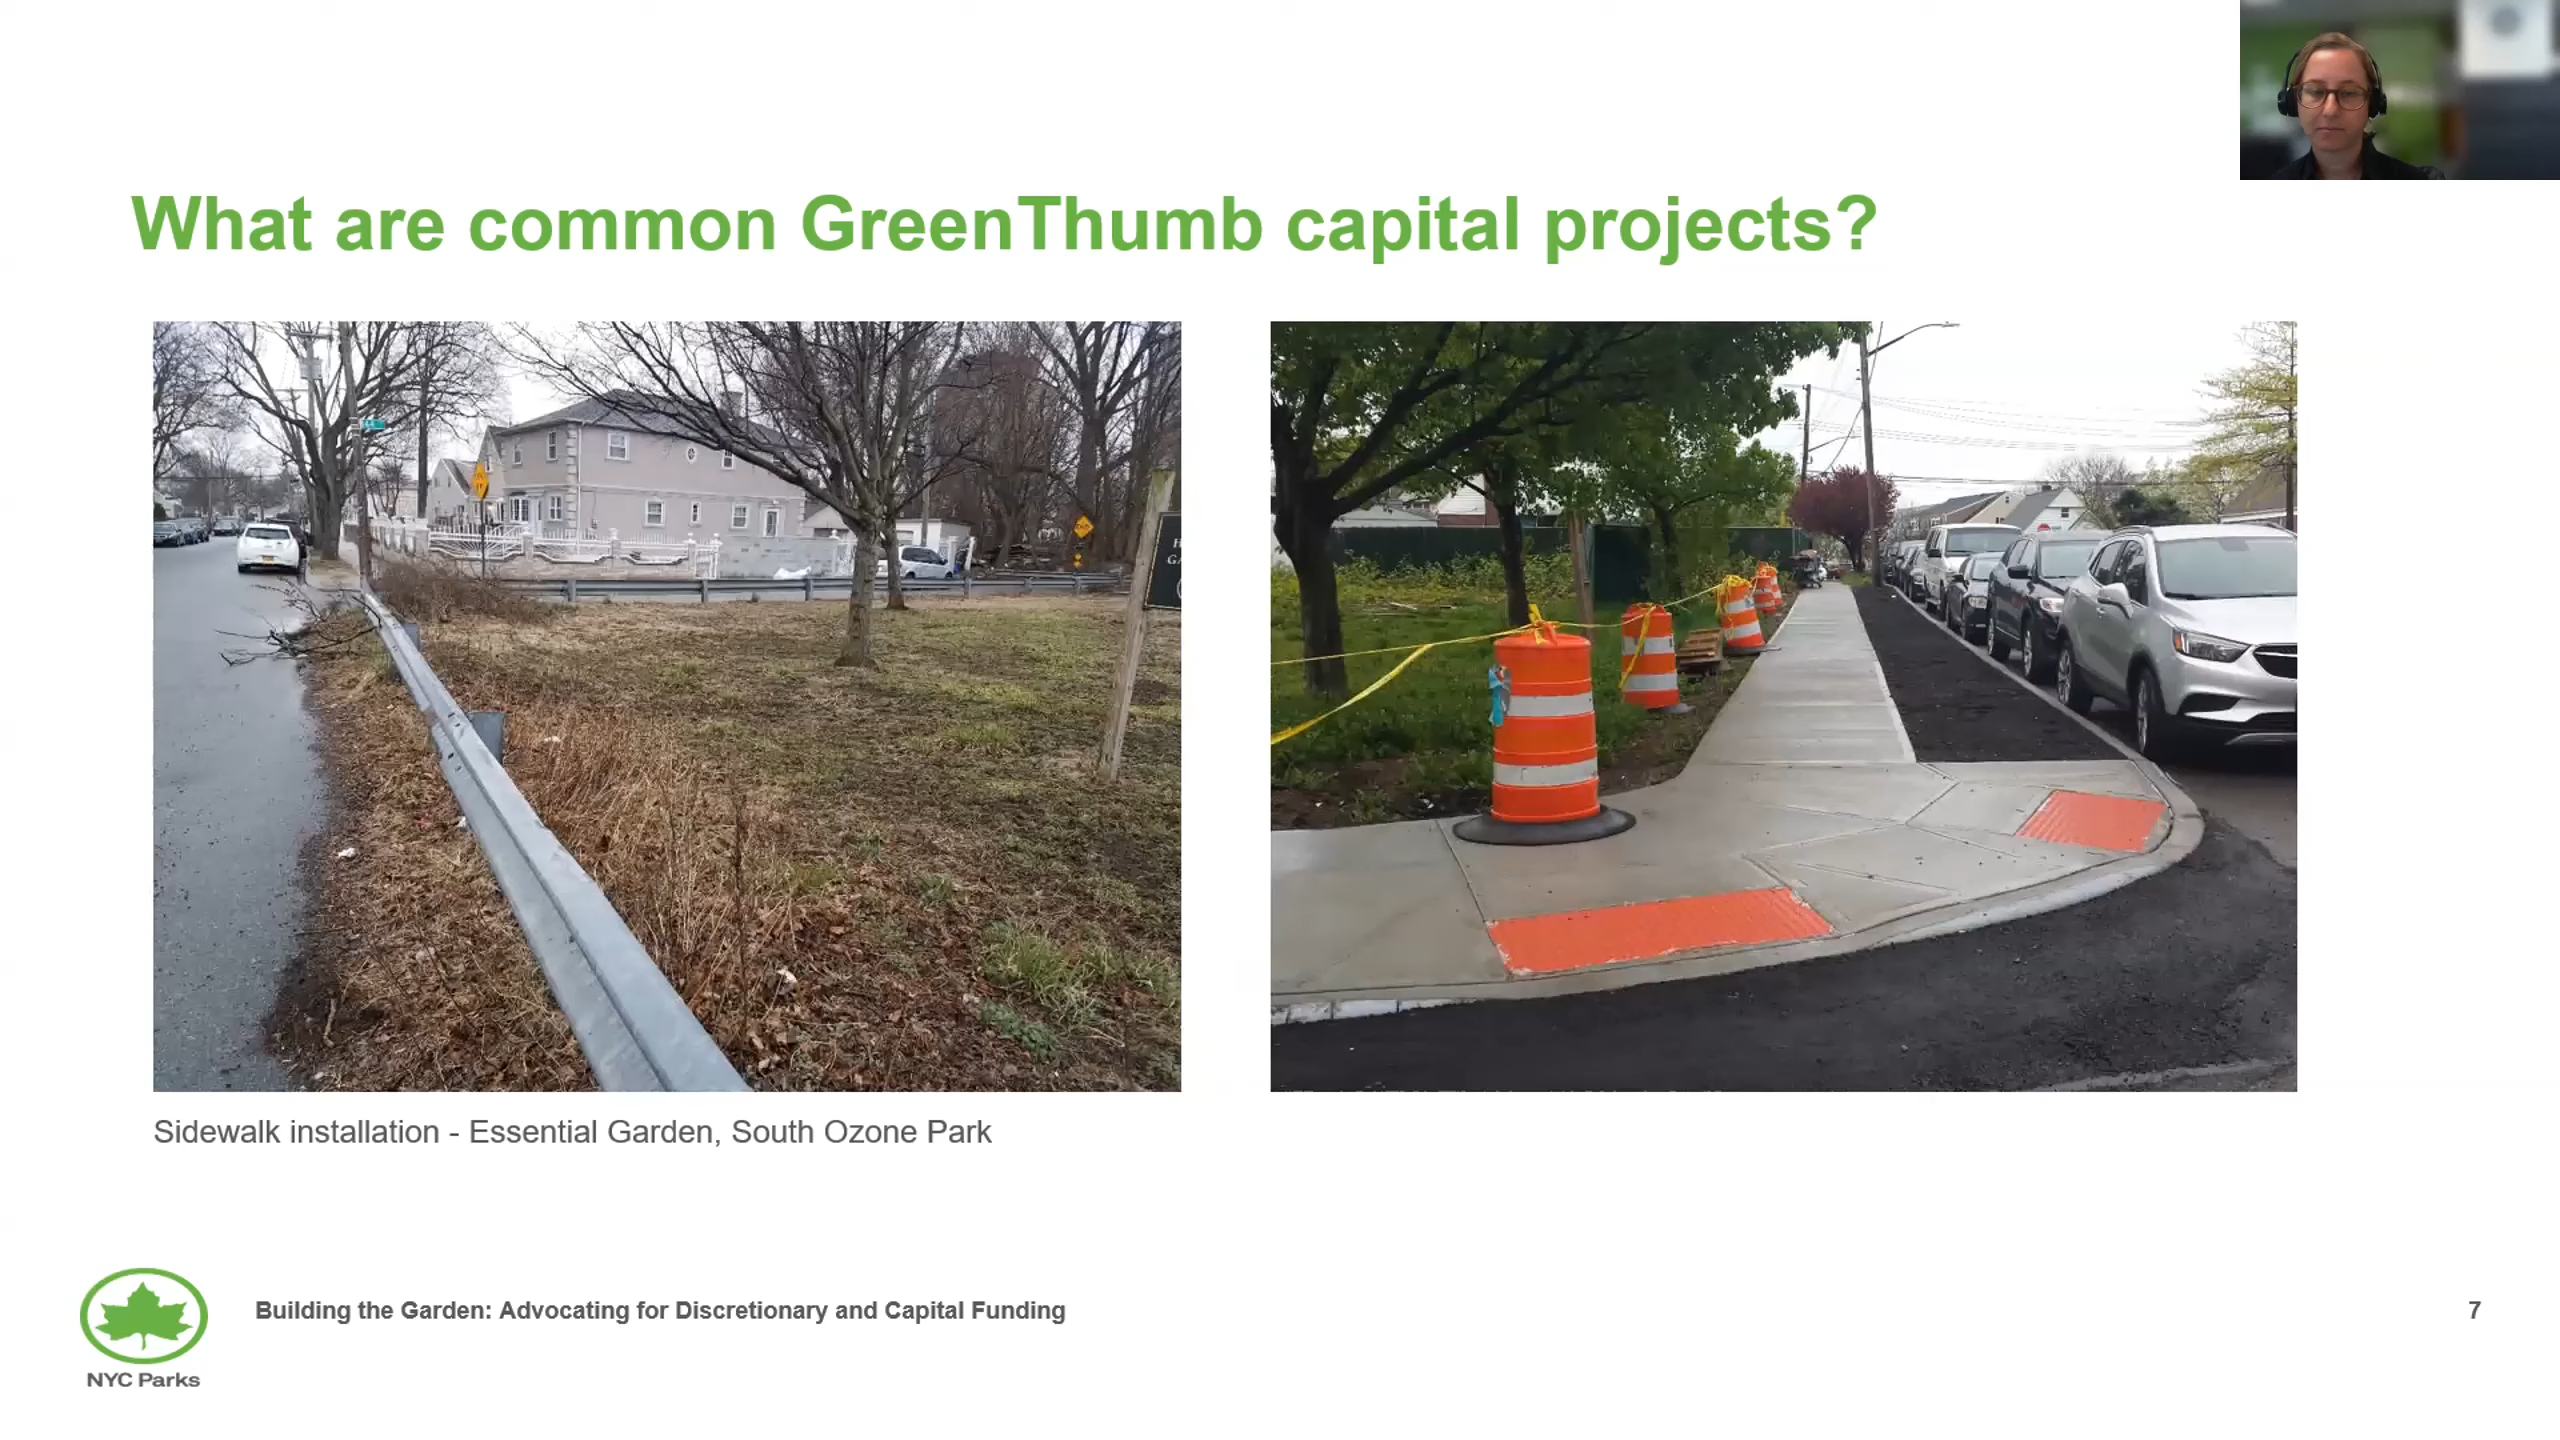 What are common GreenThumb capital projects?
Sidewalk installation - Essential Garden, South Ozone Park
Building the Garden: Advocating for Discretionary and Capital Funding
7
NYC Parks